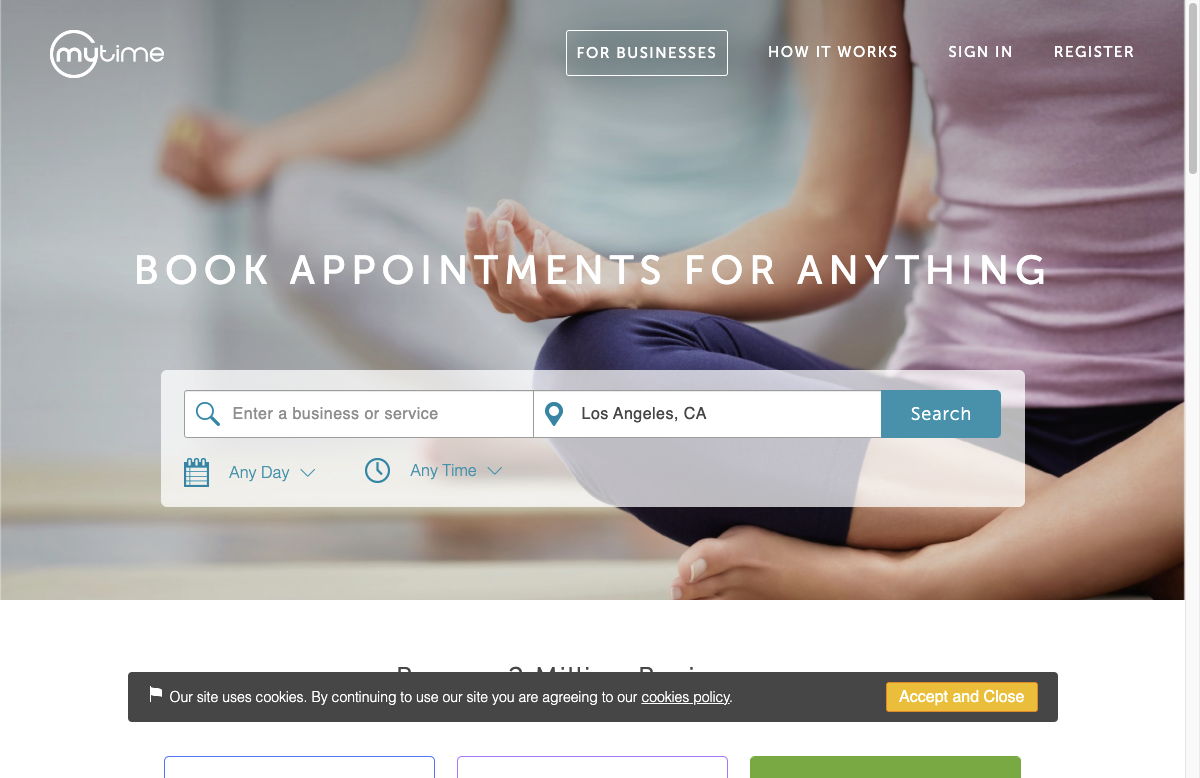 mytime
FOR BUSINESSES
HOW IT WORKS
SIGN IN
REGISTER
BOOK APPOINTMENTS FOR ANYTHING
Enter a business or service
Los Angeles, CA
Search
Any Day
Any Time
Our site uses cookies. By continuing to use our site you are agreeing to our cookies policy.
Accept and Close